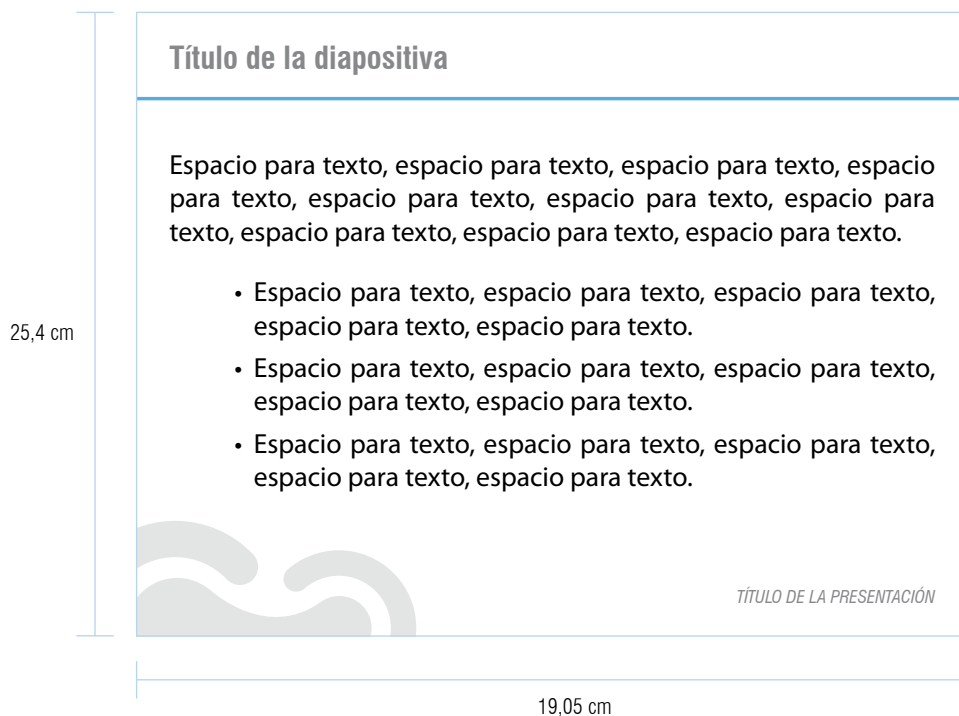 Título de la diapositiva
Espacio para texto, espacio para texto, espacio para texto, espacio
para texto, espacio para texto, espacio para texto, espacio para
texto, espacio para texto, espacio para texto, espacio para texto.
• Espacio para texto, espacio para texto, espacio para texto,
espacio para texto, espacio para texto.
• Espacio para texto, espacio para texto, espacio para texto,
espacio para texto, espacio para texto.
• Espacio para texto, espacio para texto, espacio para texto,
espacio para texto, espacio para texto.
25,4 cm
TÍTULO DE LA PRESENTACIÓN
19,05 cm